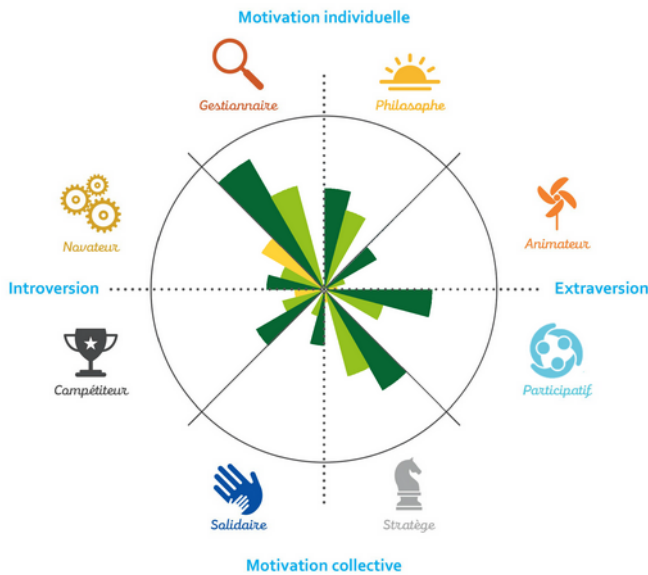 Motivation individuelle
Gestionnaire
Philosophe
Novateur
Animateur
Introversion
Extraversion
Compétiteur
Participatif
Solidaire
Stratège
Motivation collective